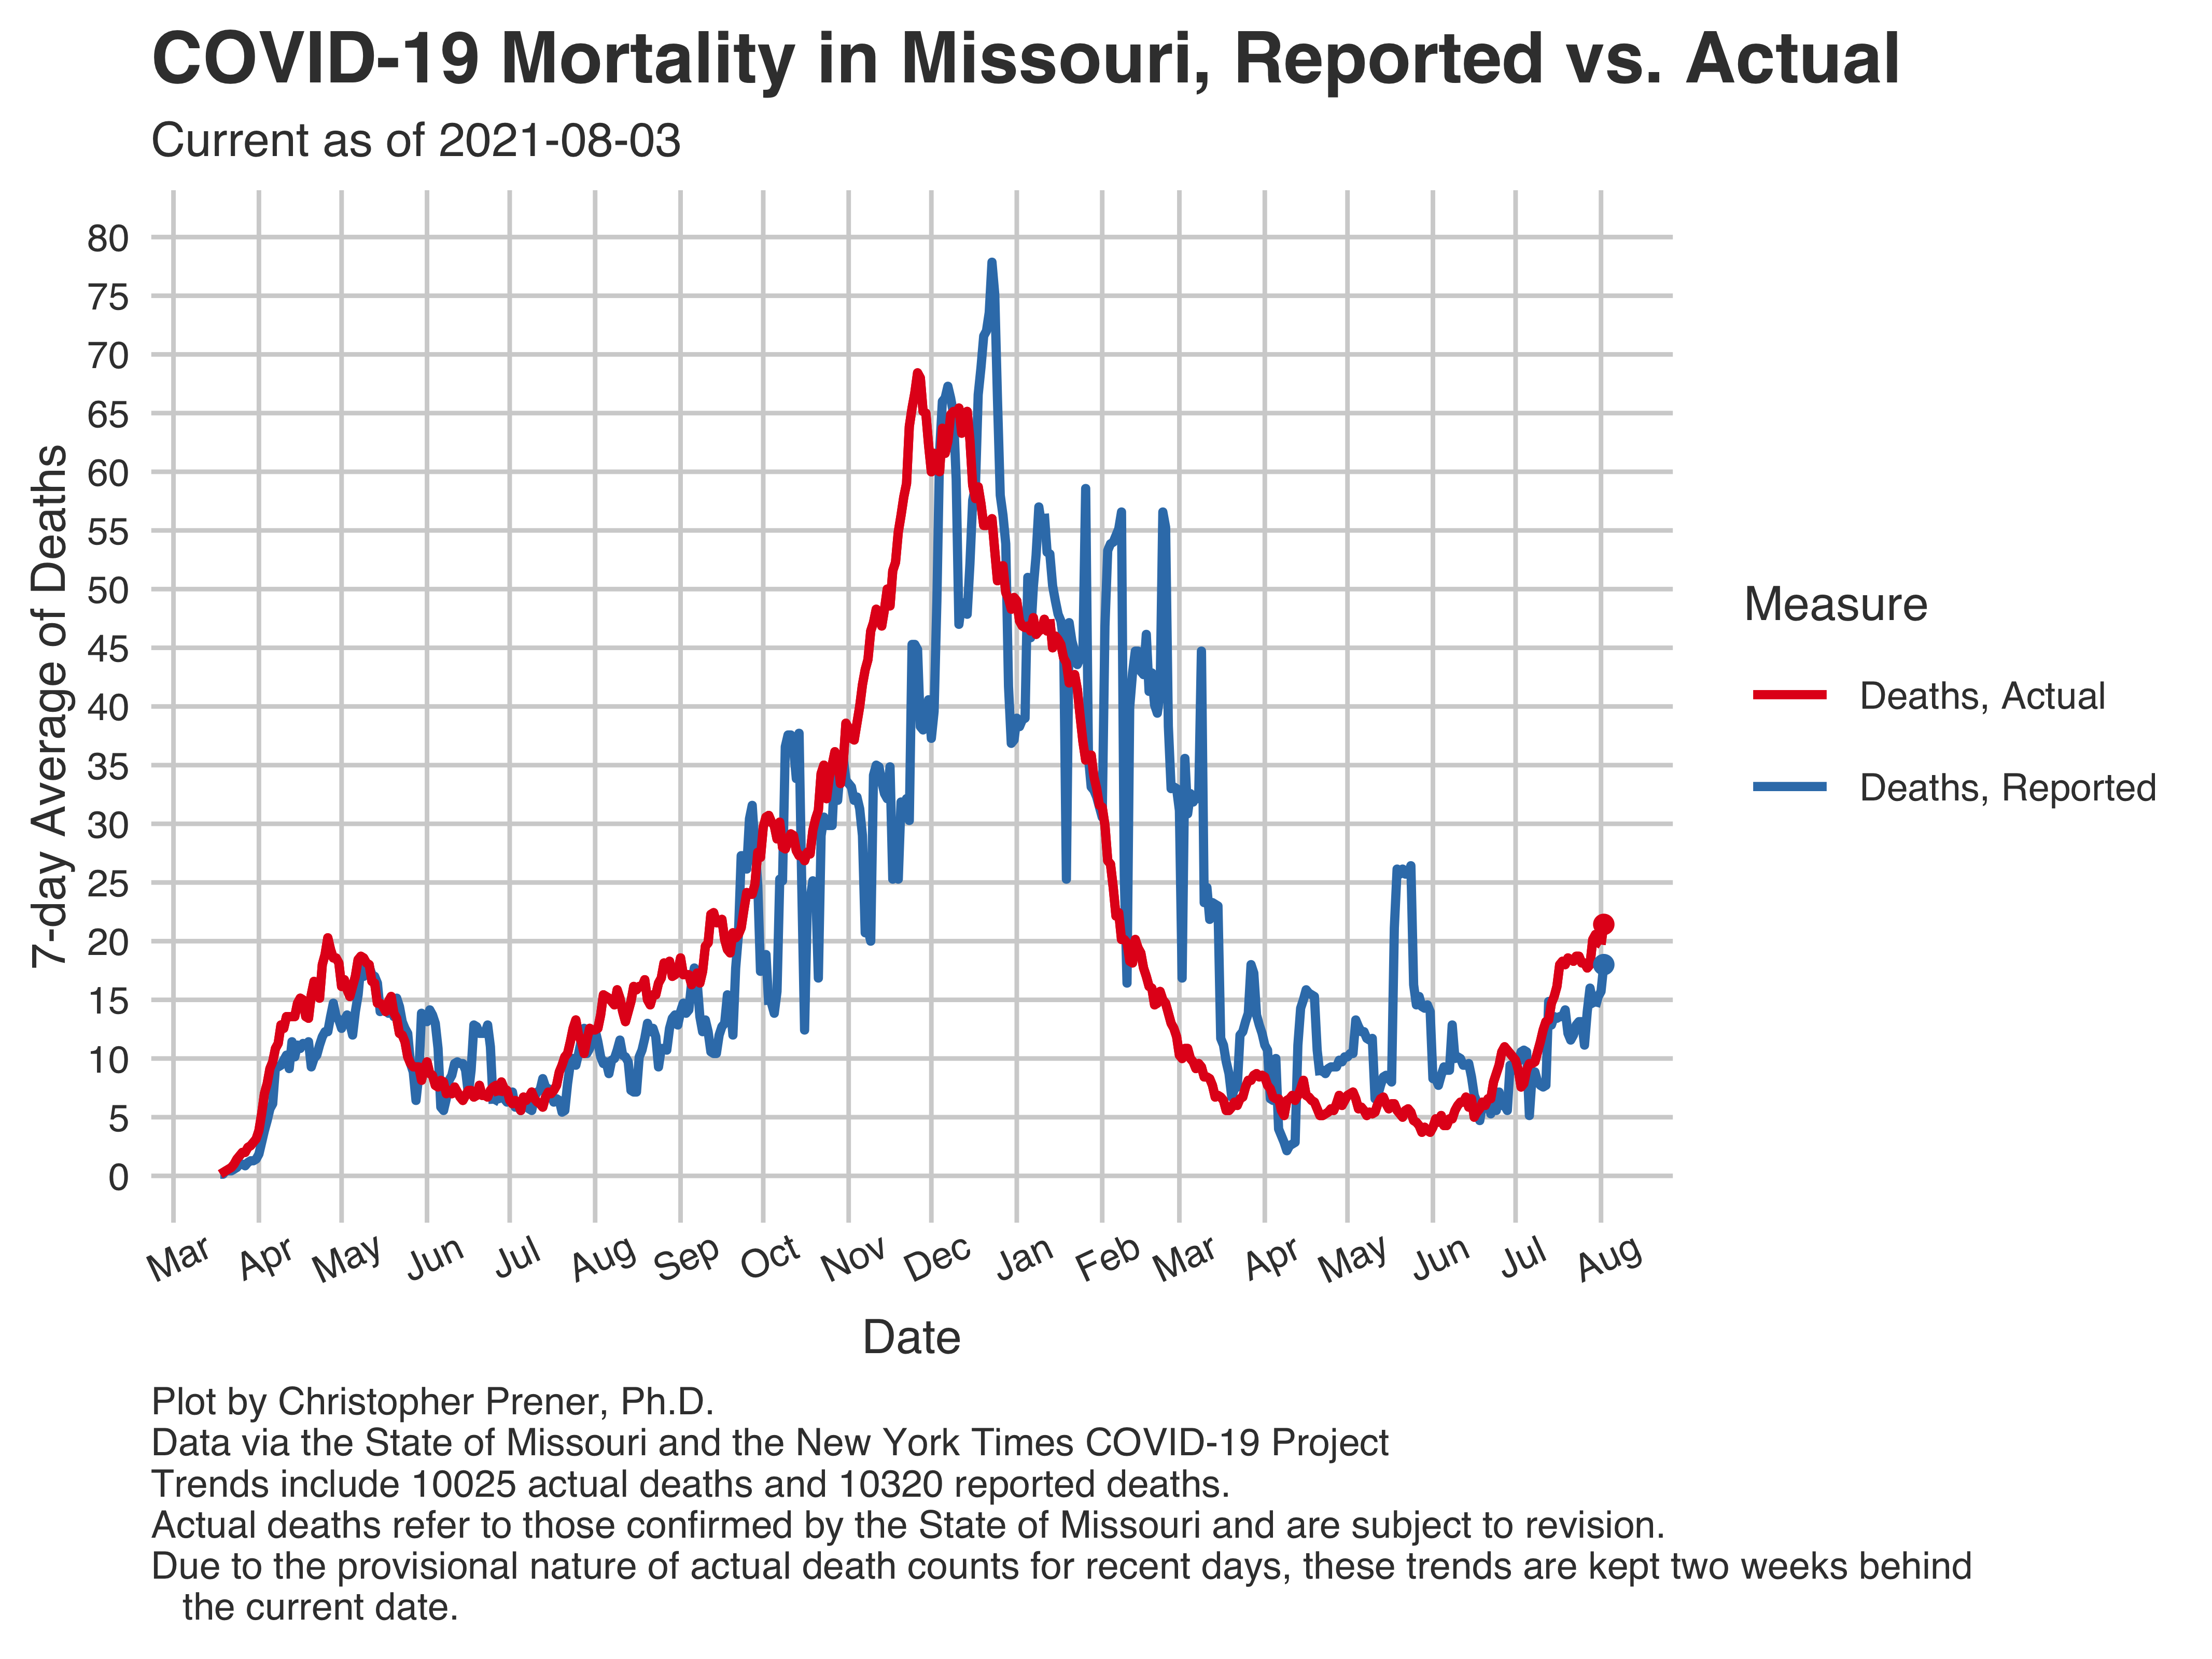 COVID-19 Mortality in Missouri, Reported vs. Actual
Current as of 2021-08-03
80
75
70
65
60
55
50
45
40
35
30
25
20
15
10
5
0
7-day Average of Deaths
Mar Apr May Jun Jul Aug Sep Oct Nov Dec Jan Feb Mar Apr May Jun Jul Aug
Date
Measure
Deaths, Actual
Deaths, Reported
Plot by Christopher Prener, Ph.D.
Data via the State of Missouri and the New York Times COVID-19 Project
Trends include 10025 actual deaths and 10320 reported deaths.
Actual deaths refer to those confirmed by the State of Missouri and are subject to revision.
Due to the provisional nature of actual death counts for recent days, these trends are kept two weeks behind
the current date.